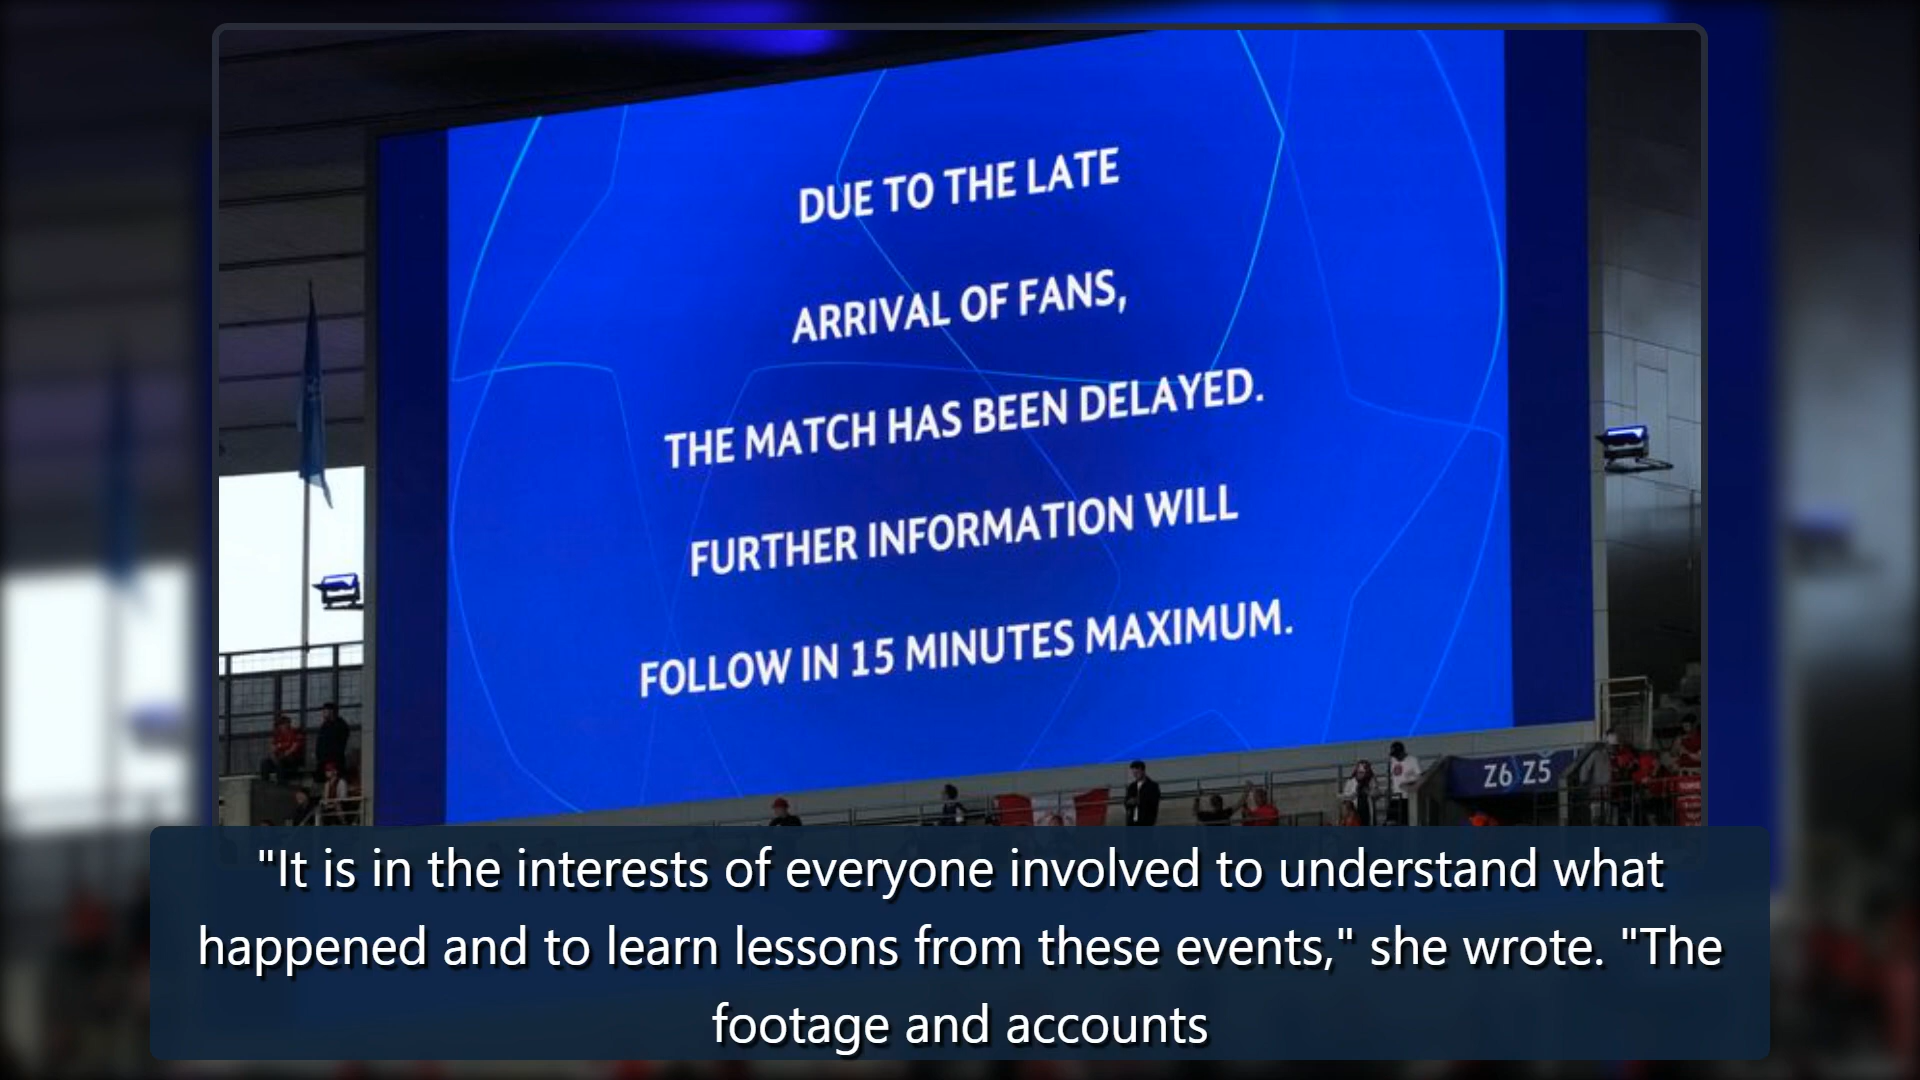 DUE TO THE LATE
ARRIVAL OF FANS,
THE MATCH HAS BEEN DELAYED.
FURTHER INFORMATION WILL
FOLLOW IN 15 MINUTES MAXIMUM.
Z6 Z5
"It is in the interests of everyone involved to understand what
happened and to learn lessons from these events," she wrote. "The
footage and accounts